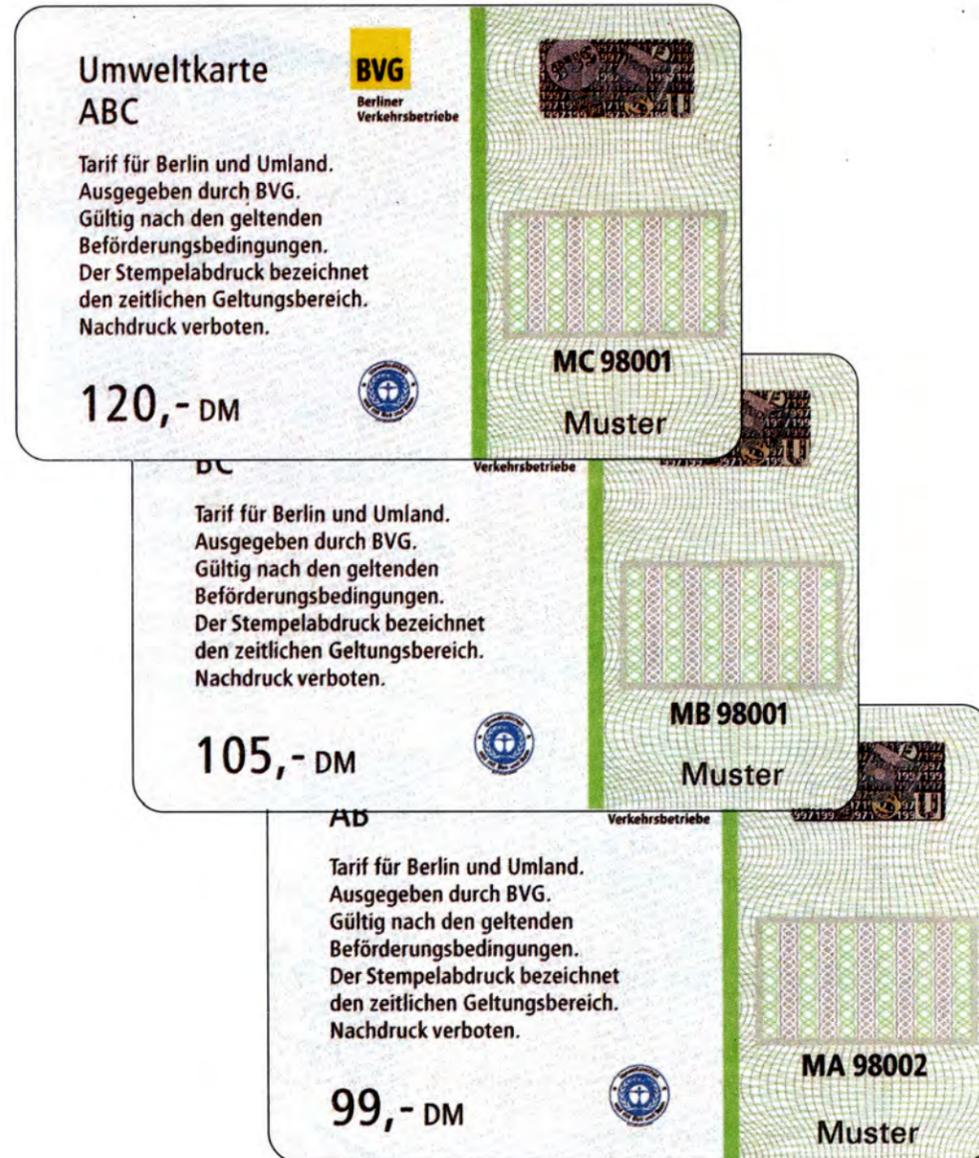 Umweltkarte
ABC
BVG
Berliner
Verkehrsbetriebe
Tarif für Berlin und Umland.
Ausgegeben durch BVG.
Gültig nach den geltenden
Beförderungsbedingungen.
Der Stempelabdruck bezeichnet
den zeitlichen Geltungsbereich.
Nachdruck verboten.
120,- DM
MC 98001
Muster
BC
Verkehrsbetriebe
Tarif für Berlin und Umland.
Ausgegeben durch BVG.
Gültig nach den geltenden
Beförderungsbedingungen.
Der Stempelabdruck bezeichnet
den zeitlichen Geltungsbereich.
Nachdruck verboten.
105,- DM
MB 98001
Muster
AB
Verkehrsbetriebe
Tarif für Berlin und Umland.
Ausgegeben durch BVG.
Gültig nach den geltenden
Beförderungsbedingungen.
Der Stempelabdruck bezeichnet
den zeitlichen Geltungsbereich.
Nachdruck verboten.
99,- DM
MA 98002
Muster